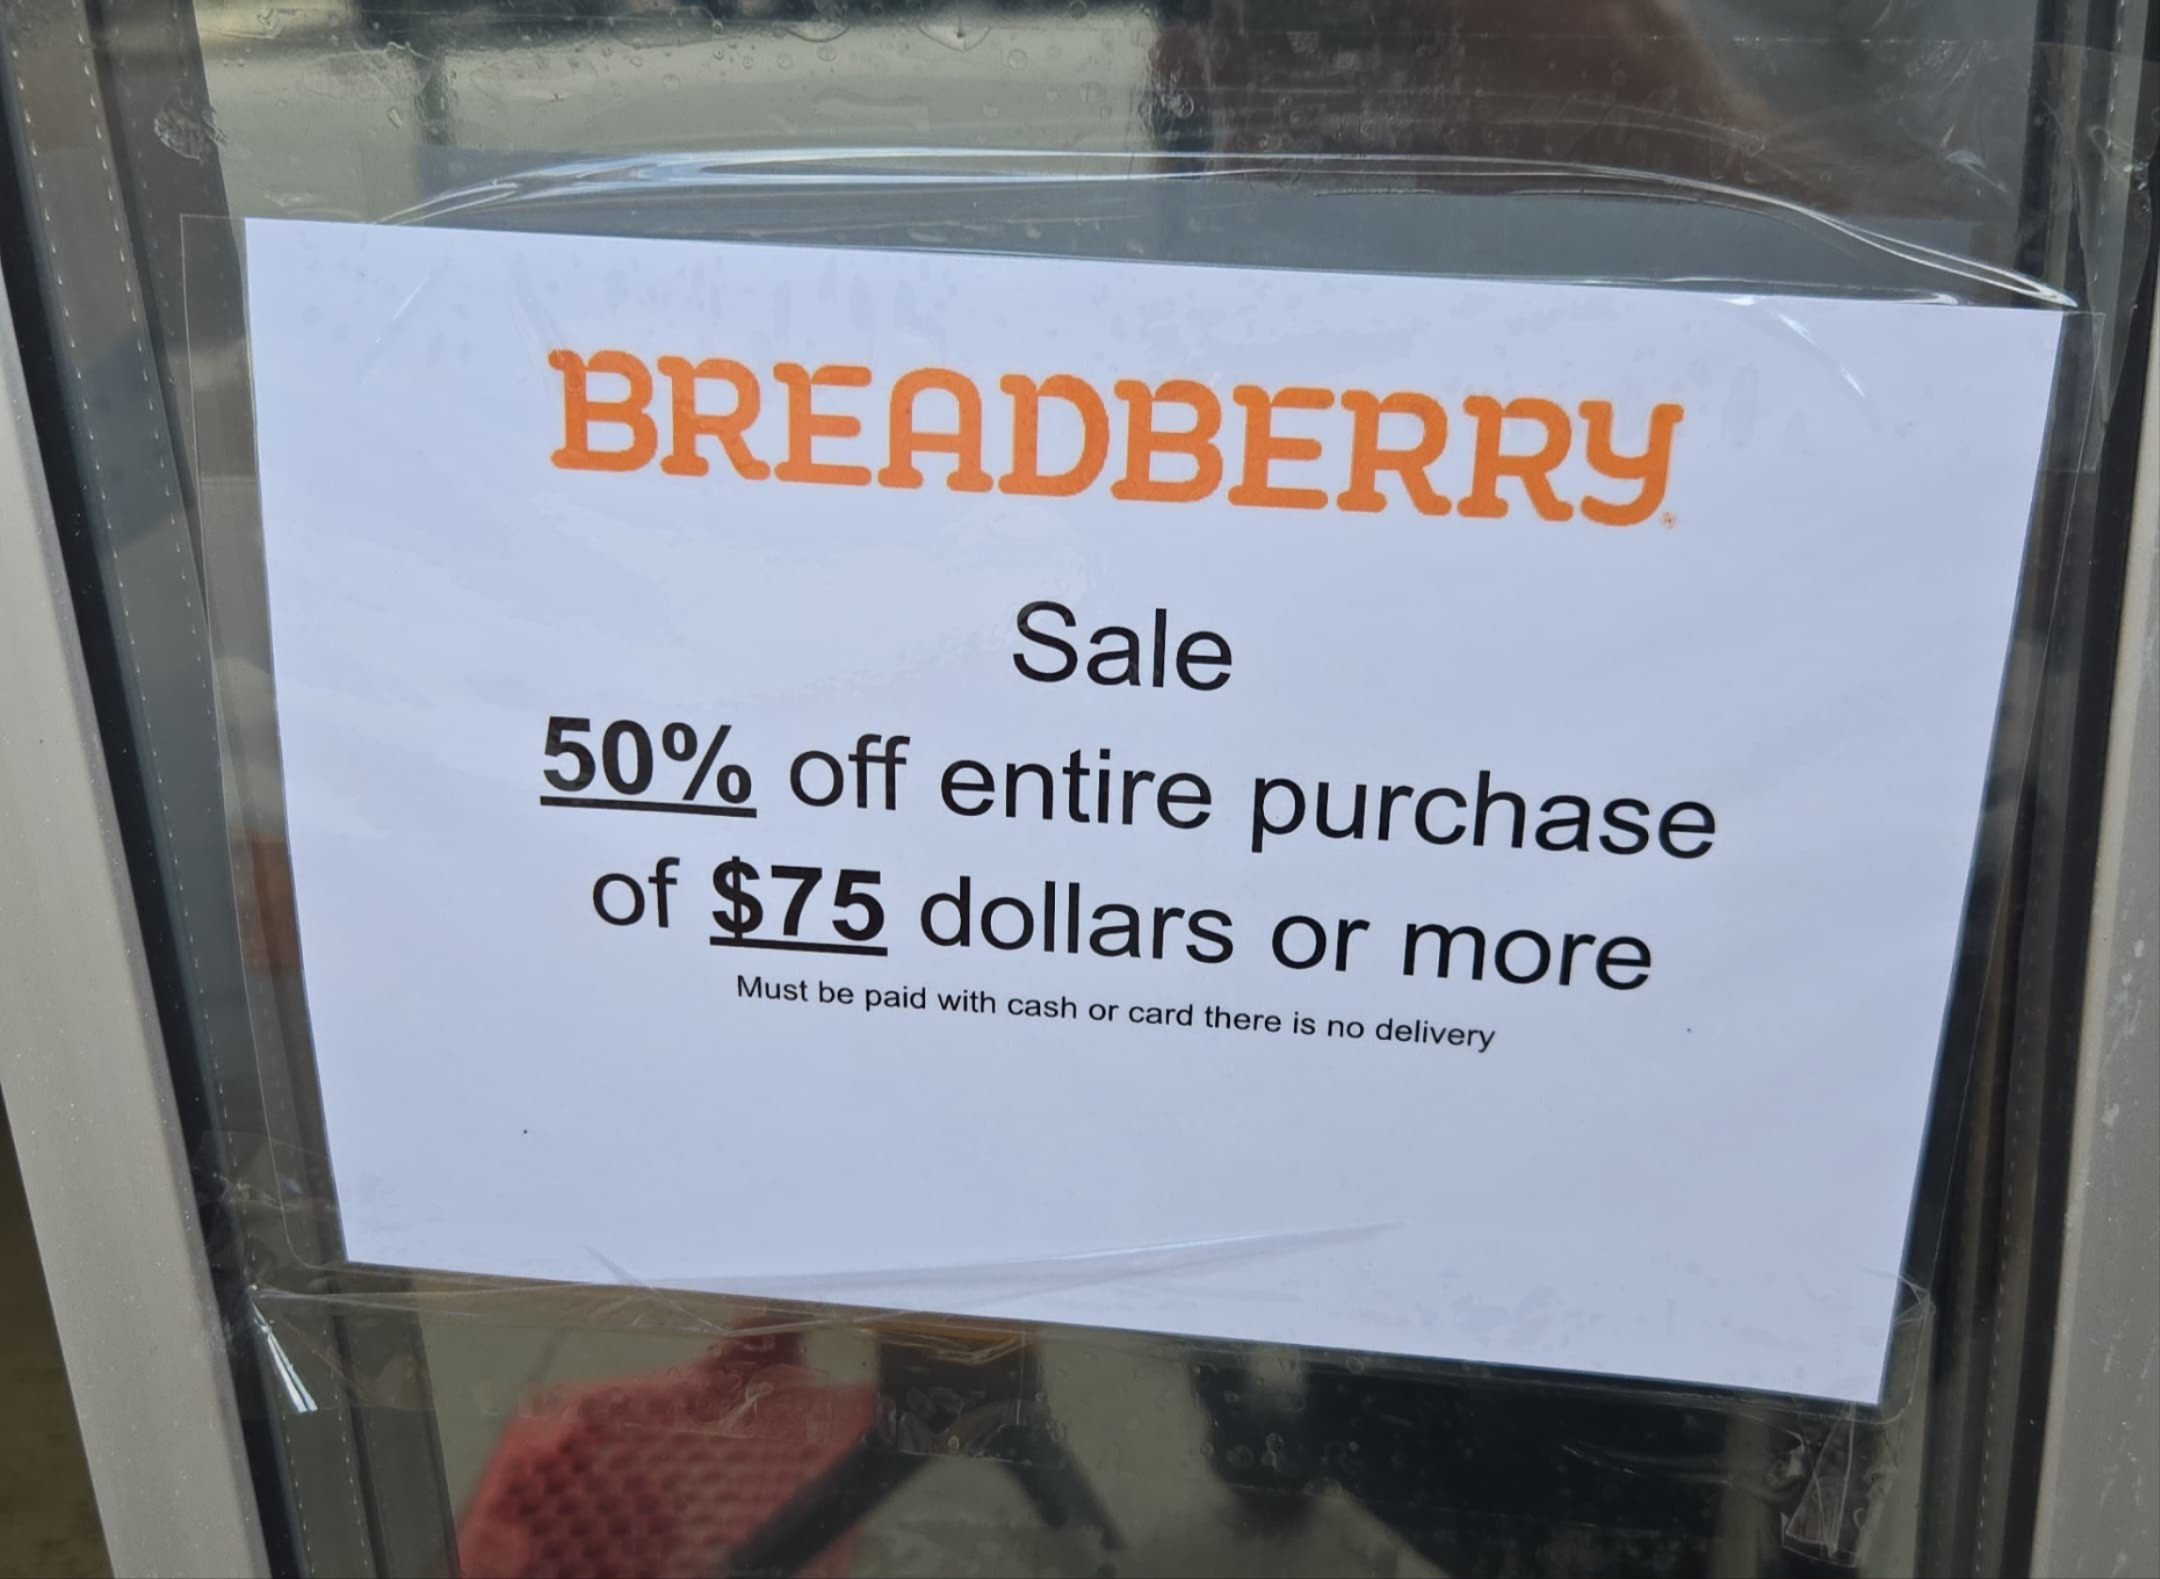 BREADBERRY
Sale
50% off entire purchase
of $75 dollars or more
Must be paid with cash or card there is no delivery